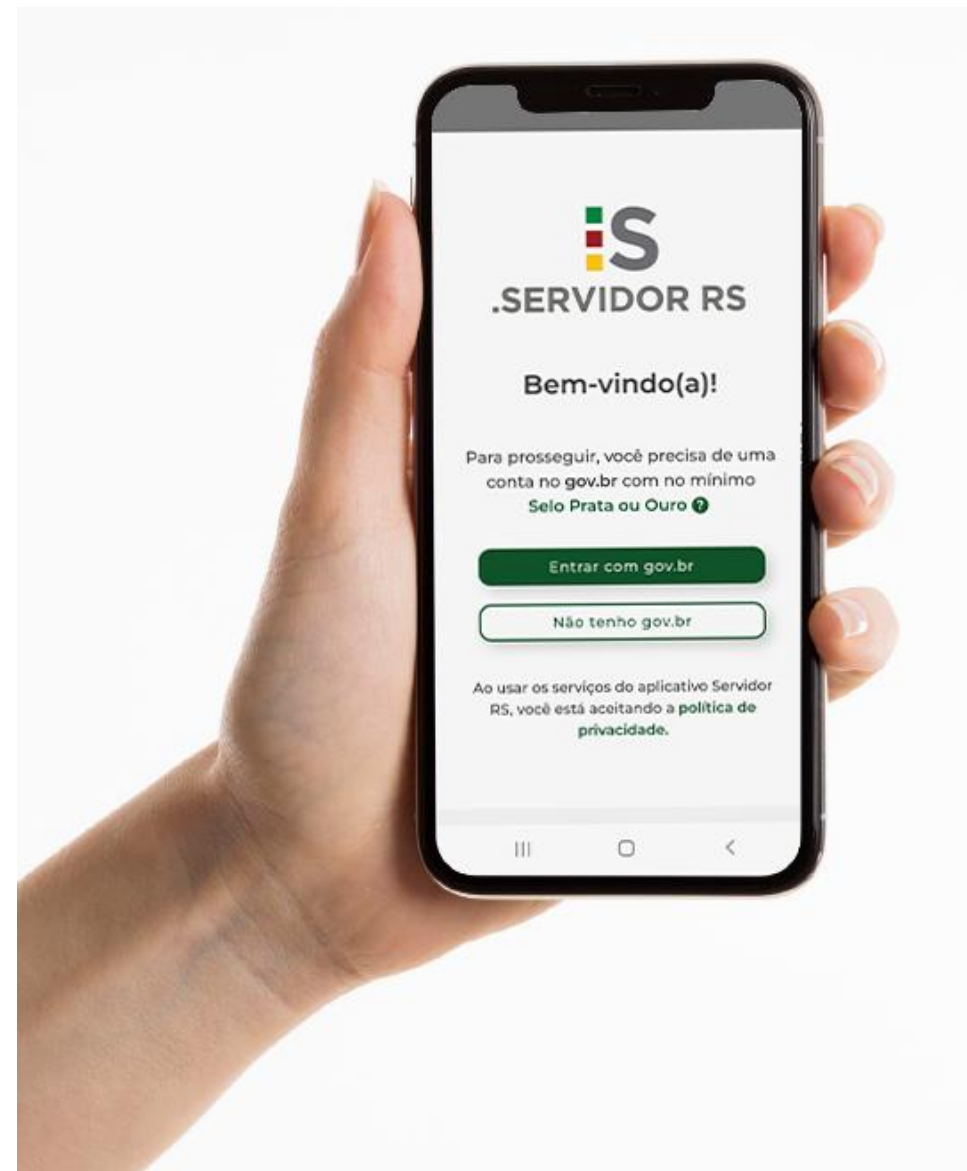 S
.SERVIDOR RS
Bem-vindo(a)!
Para prosseguir, você precisa de uma
conta no gov.br com no mínimo
Selo Prata ou Ouro ?
Entrar com gov.br
Não tenho gov.br
Ao usar os serviços do aplicativo Servidor
RS, você está aceitando a política de
privacidade.